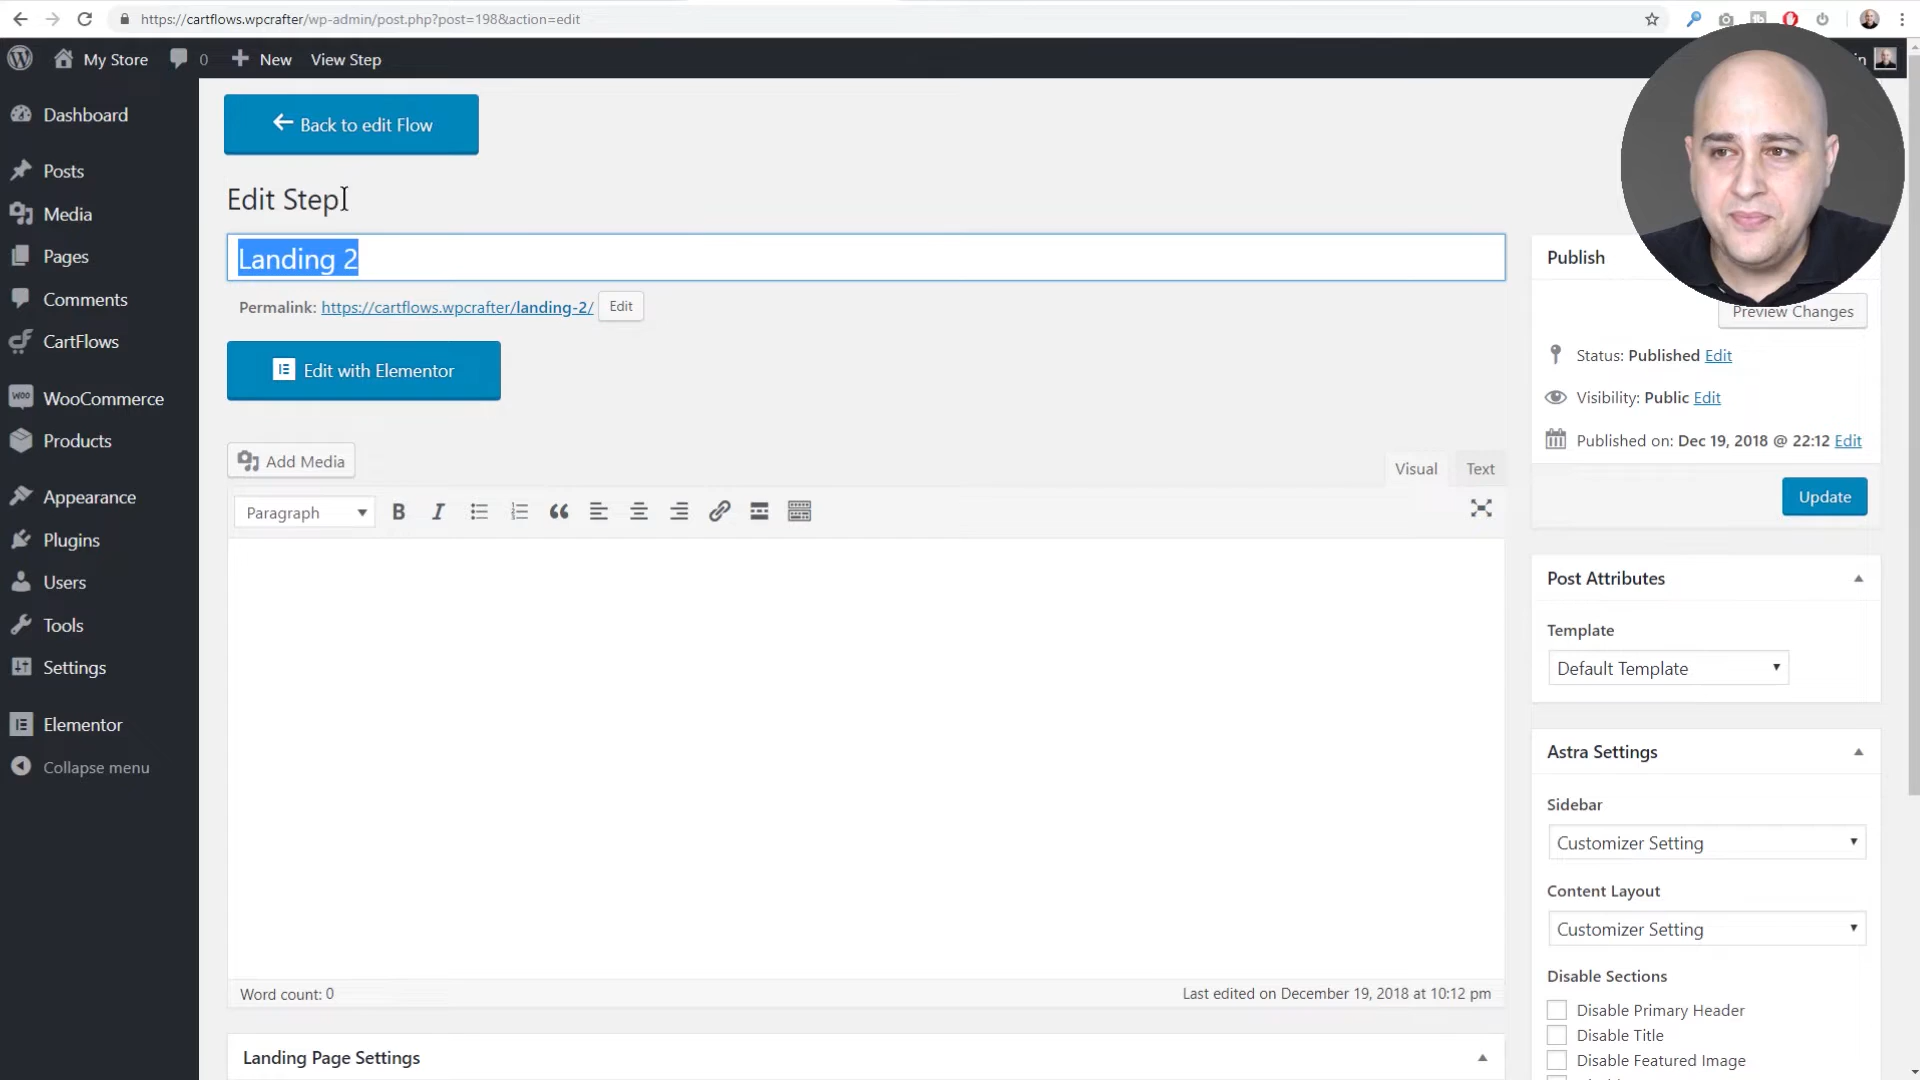 https://cartflows.wpcrafter/wp-admin/post.php?post=198&action=edit
My Store
0
New
View Step
in
Dashboard
Posts
Media
Pages
Comments
CartFlows
WooCommerce
Products
Appearance
Plugins
Users
Tools
Settings
Elementor
Collapse menu
Back to edit Flow
Edit Step
Landing 2
Permalink: https://cartflows.wpcrafter/landing-2/ Edit
Edit with Elementor
Add Media
Visual
Text
Paragraph
B
I
Word count: 0
Last edited on December 19, 2018 at 10:12 pm
Landing Page Settings
Publish
Preview Changes
Status: Published Edit
Visibility: Public Edit
Published on: Dec 19, 2018 @ 22:12 Edit
Update
Post Attributes
Template
Default Template
Astra Settings
Sidebar
Customizer Setting
Content Layout
Customizer Setting
Disable Sections
Disable Primary Header
Disable Title
Disable Featured Image